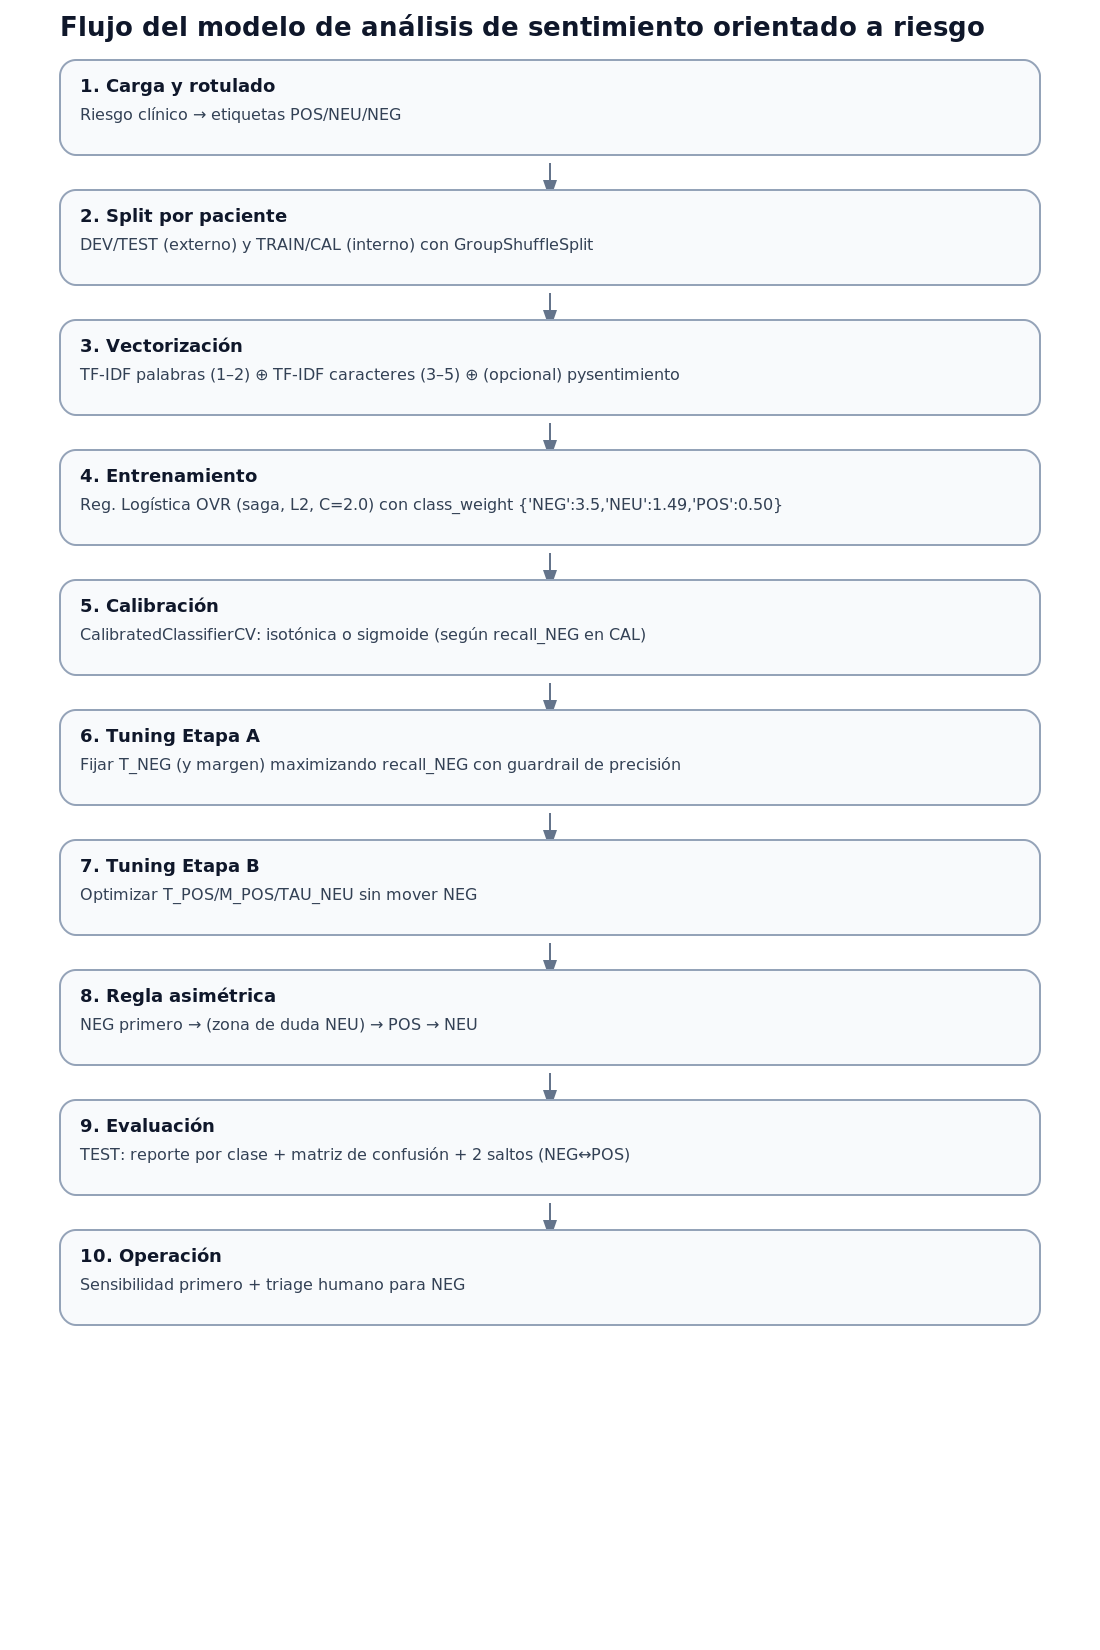 Flujo del modelo de análisis de sentimiento orientado a riesgo
1. Carga y rotulado
Riesgo clínico → etiquetas POS/NEU/NEG
2. Split por paciente
DEV/TEST (externo) y TRAIN/CAL (interno) con GroupShuffleSplit
3. Vectorización
TF-IDF palabras (1–2) ⊕ TF-IDF caracteres (3–5) ⊕ (opcional) pysentimiento
4. Entrenamiento
Reg. Logística OVR (saga, L2, C=2.0) con class_weight {'NEG':3.5,'NEU':1.49,'POS':0.50}
5. Calibración
CalibratedClassifierCV: isotónica o sigmoide (según recall_NEG en CAL)
6. Tuning Etapa A
Fijar T_NEG (y margen) maximizando recall_NEG con guardrail de precisión
7. Tuning Etapa B
Optimizar T_POS/M_POS/TAU_NEU sin mover NEG
8. Regla asimétrica
NEG primero → (zona de duda NEU) → POS → NEU
9. Evaluación
TEST: reporte por clase + matriz de confusión + 2 saltos (NEG↔POS)
10. Operación
Sensibilidad primero + triage humano para NEG